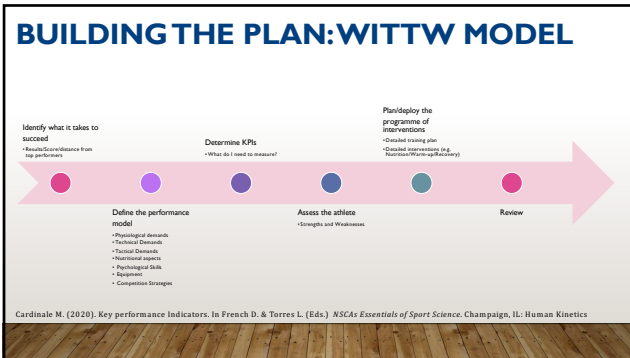 BUILDING THE PLAN: WITTW MODEL
Identify what it takes to
succeed
• Results/Score/distance from
top performers
Define the performance
model
• Physiological demands
• Technical Demands
• Tactical Demands
• Nutritional aspects
• Psychological Skills
• Equipment
• Competition Strategies
Determine KPIs
• What do I need to measure?
Assess the athlete
• Strengths and Weaknesses
Plan/deploy the
programme of
interventions
• Detailed training plan
• Detailed interventions (e.g.
Nutrition/Warm-up/Recovery)
Review
Cardinale M. (2020). Key performance Indicators. In French D. & Torres L. (Eds.) NSCAs Essentials of Sport Science. Champaign, IL: Human Kinetics